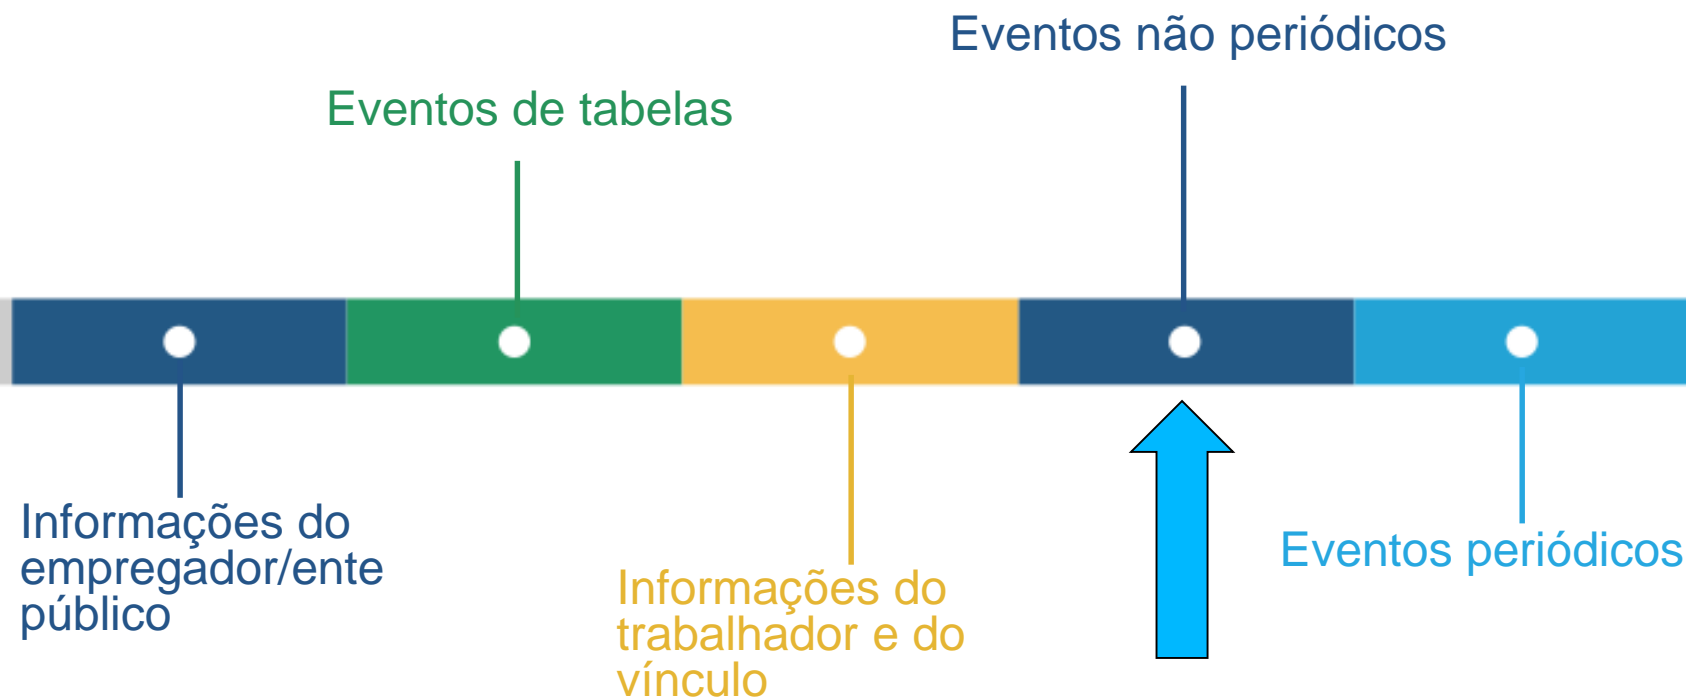 Eventos não periódicos
Eventos de tabelas
Informações do
empregador/ente
público
Informações do
trabalhador e do
vínculo
Eventos periódicos